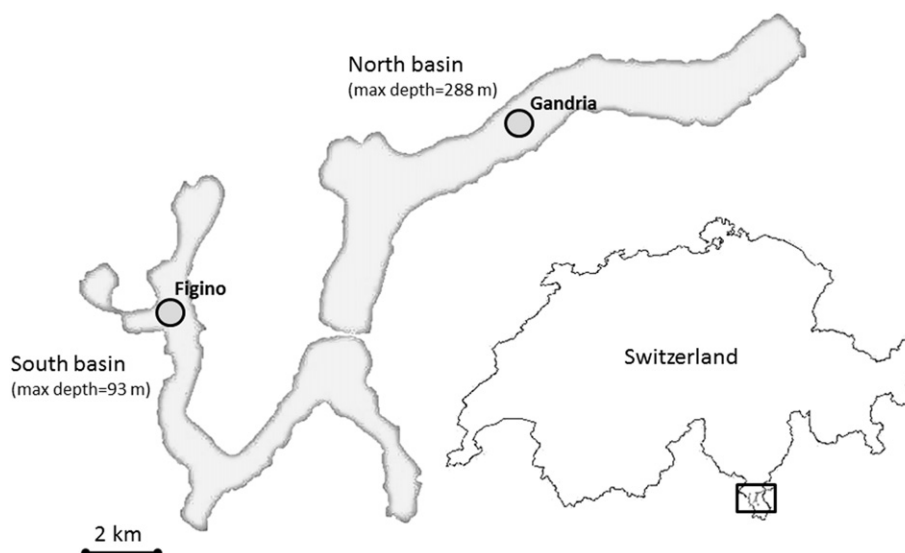 North basin
(max depth=288 m)
Gandria
Figino
South basin
(max depth=93 m)
Switzerland
2 km